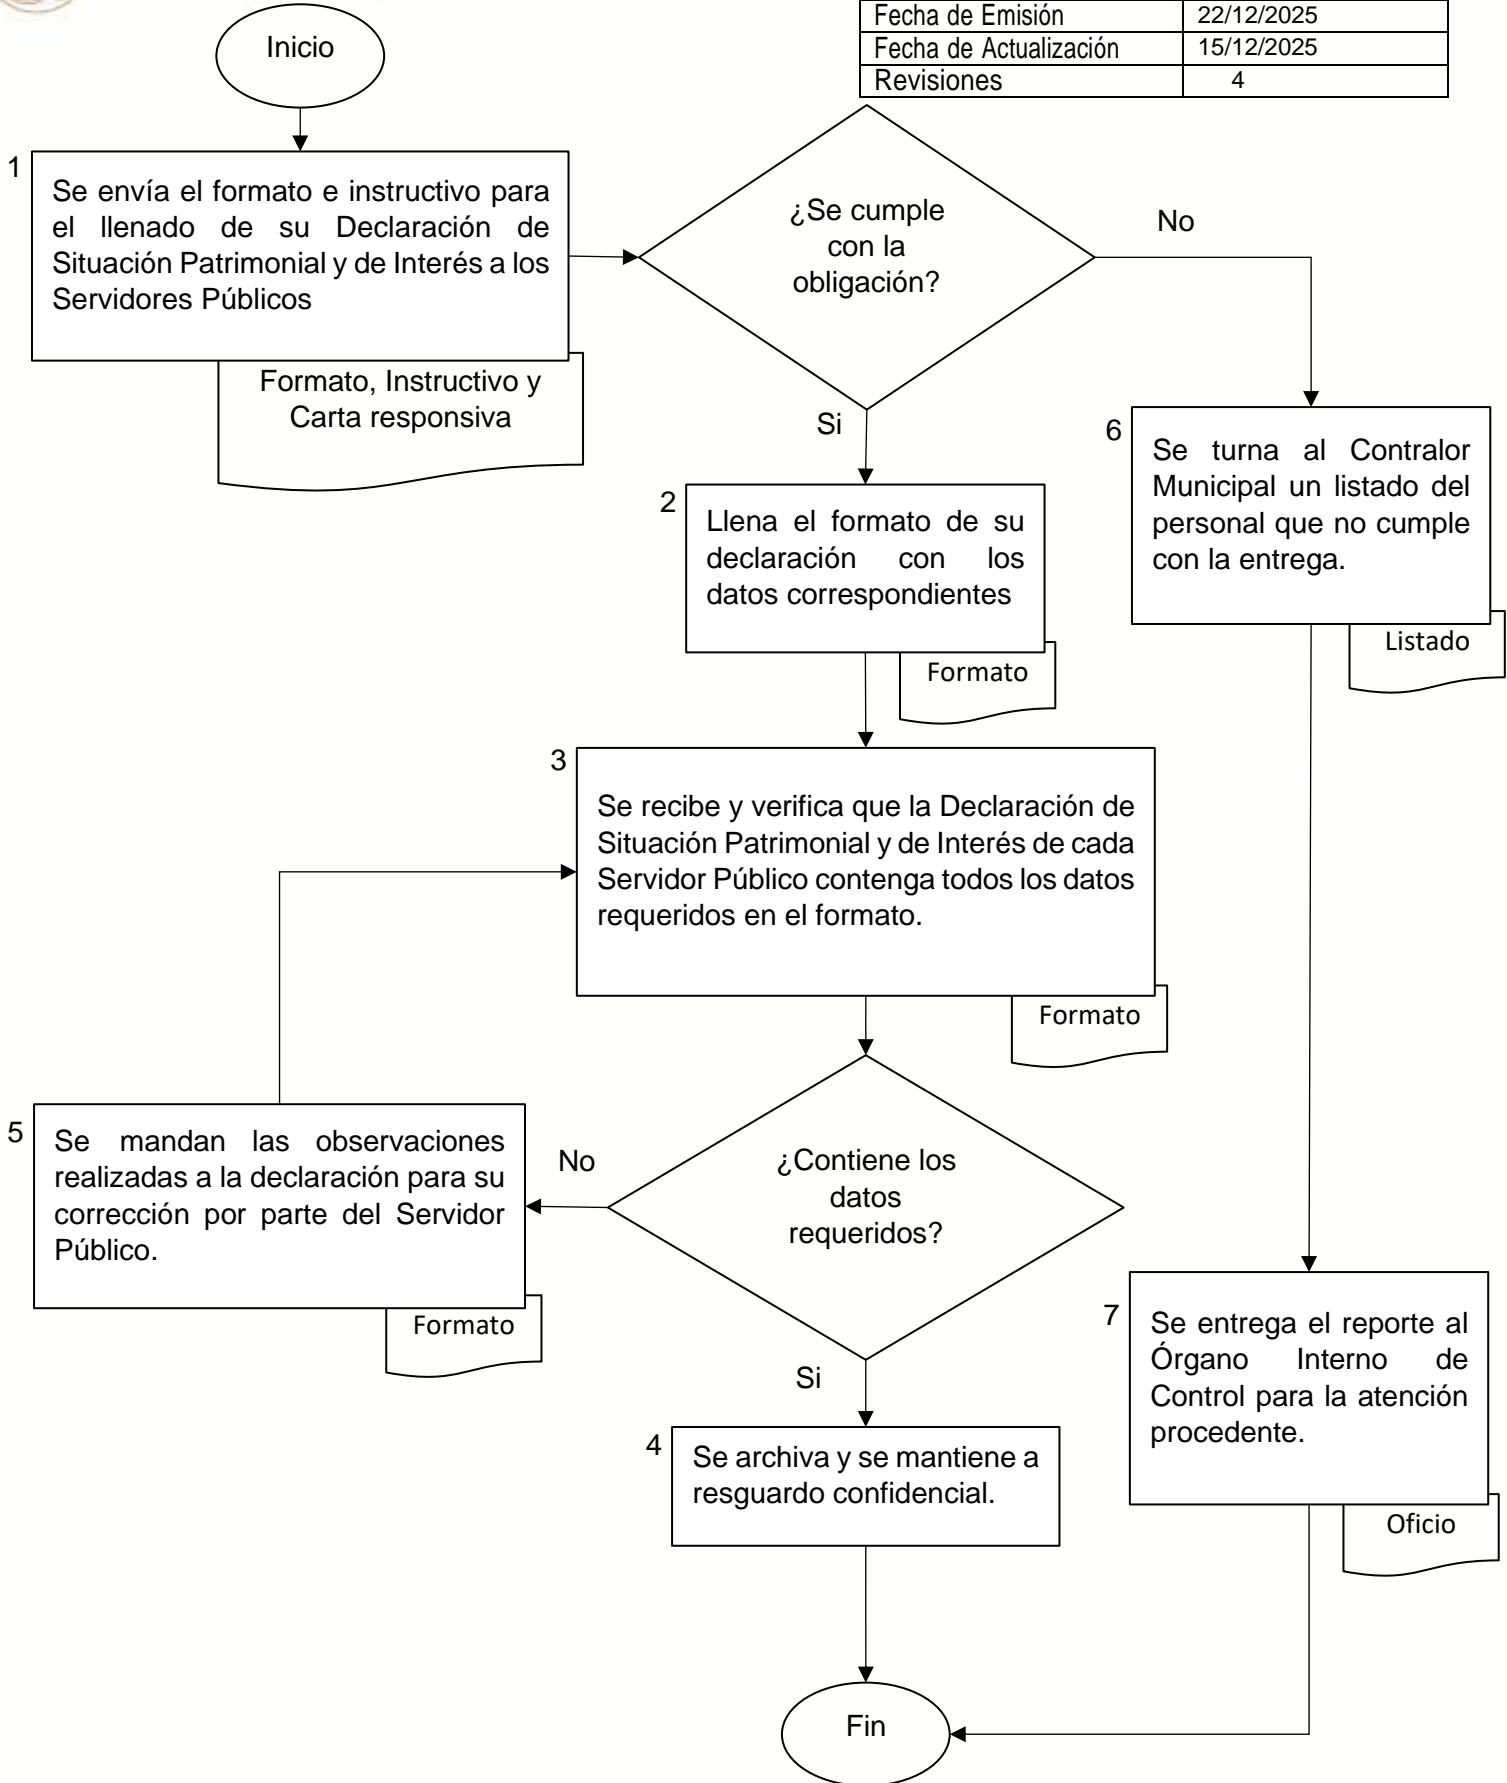 Fecha de Emisión 22/12/2025
Fecha de Actualización 15/12/2025
Revisiones 4
Inicio
1
Se envía el formato e instructivo para
el llenado de su Declaración de
Situación Patrimonial y de Interés a los
Servidores Públicos
Formato, Instructivo y
Carta responsiva
¿Se cumple
con la
obligación?
No
Si
2
Llena el formato de su
declaración con los
datos correspondientes
Formato
6
Se turna al Contralor
Municipal un listado del
personal que no cumple
con la entrega.
Listado
3
Se recibe y verifica que la Declaración de
Situación Patrimonial y de Interés de cada
Servidor Público contenga todos los datos
requeridos en el formato.
Formato
5
Se mandan las observaciones
realizadas a la declaración para su
corrección por parte del Servidor
Público.
Formato
No
¿Contiene los
datos
requeridos?
Si
7
Se entrega el reporte al
Órgano Interno de
Control para la atención
procedente.
Oficio
4
Se archiva y se mantiene a
resguardo confidencial.
Fin